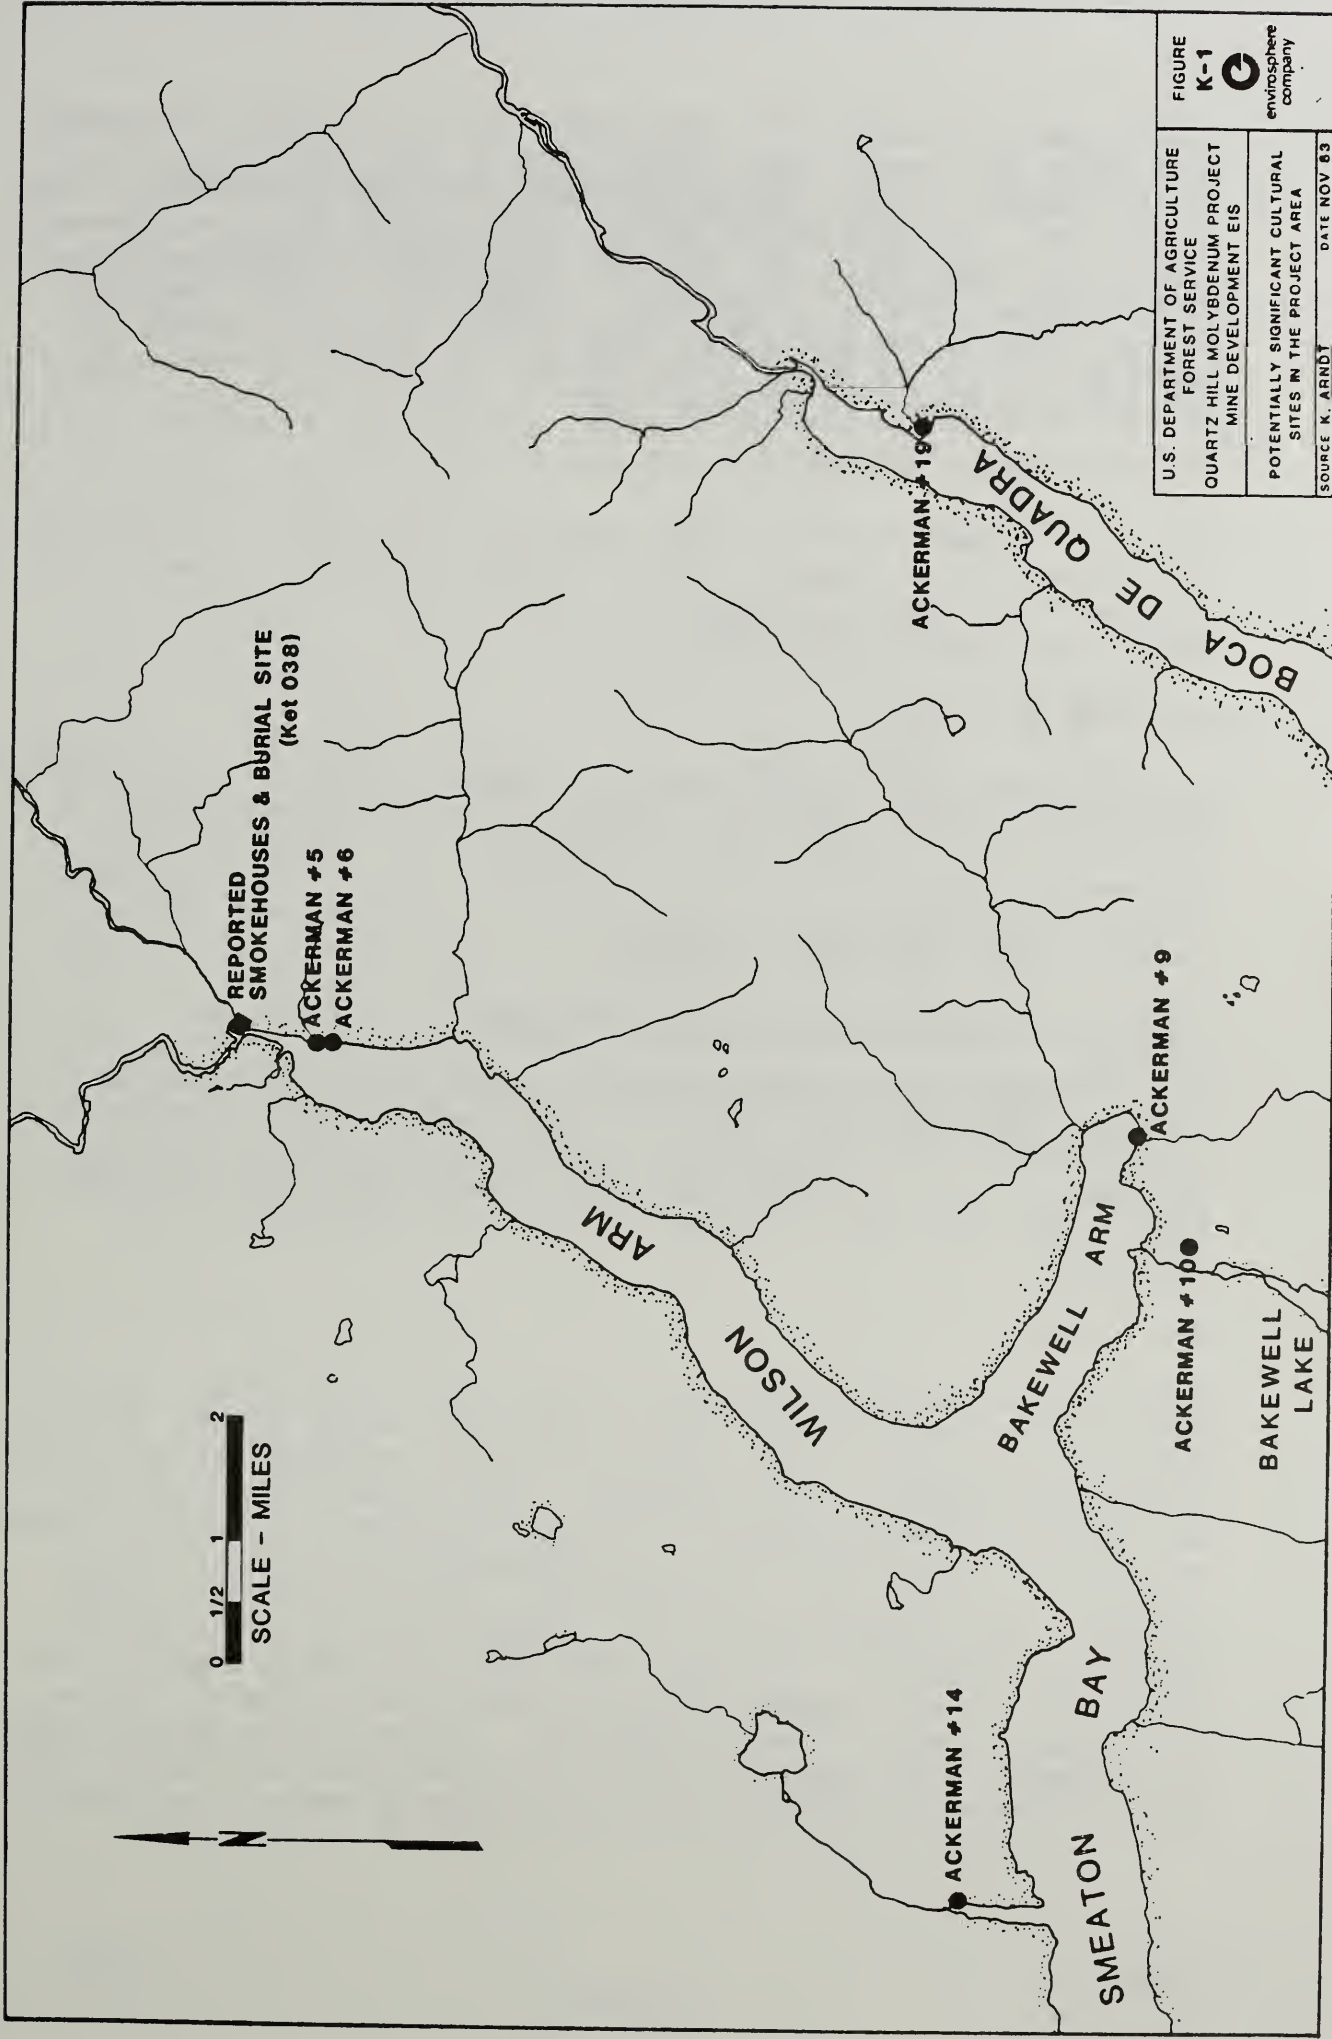 REPORTED
SMOKEHOUSES & BURIAL SITE
(Ket 038)
ACKERMAN #5
ACKERMAN #6
0 1/2 1 2
SCALE - MILES
N
WILSON
ARM
ACKERMAN #19
BOCA DE QUADRA
ACKERMAN #14
SMEATON
BAY
BAKEWELL
ARM
ACKERMAN #9
ACKERMAN #10
BAKEWELL
LAKE
U.S. DEPARTMENT OF AGRICULTURE
FOREST SERVICE
QUARTZ HILL MOLYBDENUM PROJECT
MINE DEVELOPMENT EIS
POTENTIALLY SIGNIFICANT CULTURAL
SITES IN THE PROJECT AREA
SOURCE K. ARNDT DATE NOV 83
FIGURE
K-1
envirosphere
company